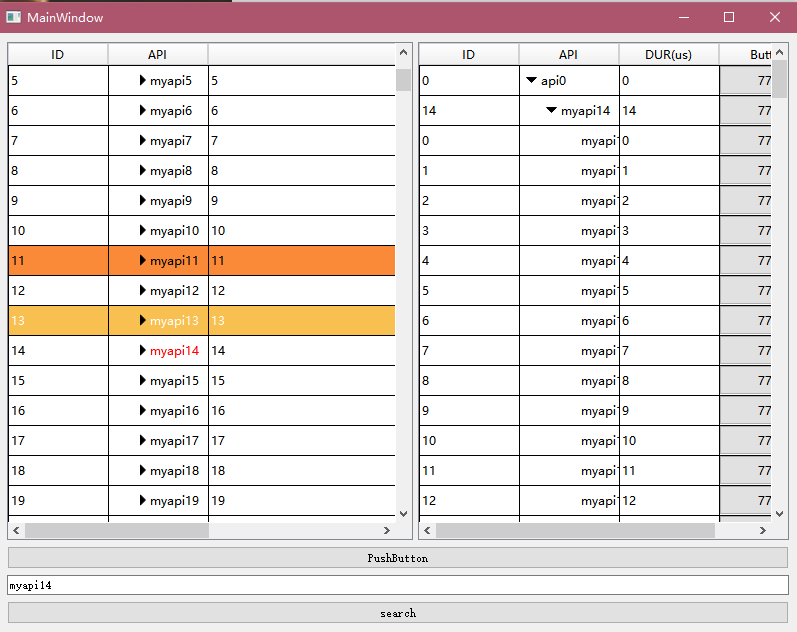 MainWindow
ID API
5 myapi5 5
6 myapi6 6
7 myapi7 7
8 myapi8 8
9 myapi9 9
10 myapi10 10
11 myapi11 11
12 myapi12 12
13 myapi13 13
14 myapi14 14
15 myapi15 15
16 myapi16 16
17 myapi17 17
18 myapi18 18
19 myapi19 19
ID API DUR(us) Butt
0 api0 0 77
14 myapi14 14 77
0 myapi 0 77
1 myapi 1 77
2 myapi 2 77
3 myapi 3 77
4 myapi 4 77
5 myapi 5 77
6 myapi 6 77
7 myapi 7 77
8 myapi 8 77
9 myapi 9 77
10 myapi 10 77
11 myapi 11 77
12 myapi 12 77
PushButton
myapi14
search